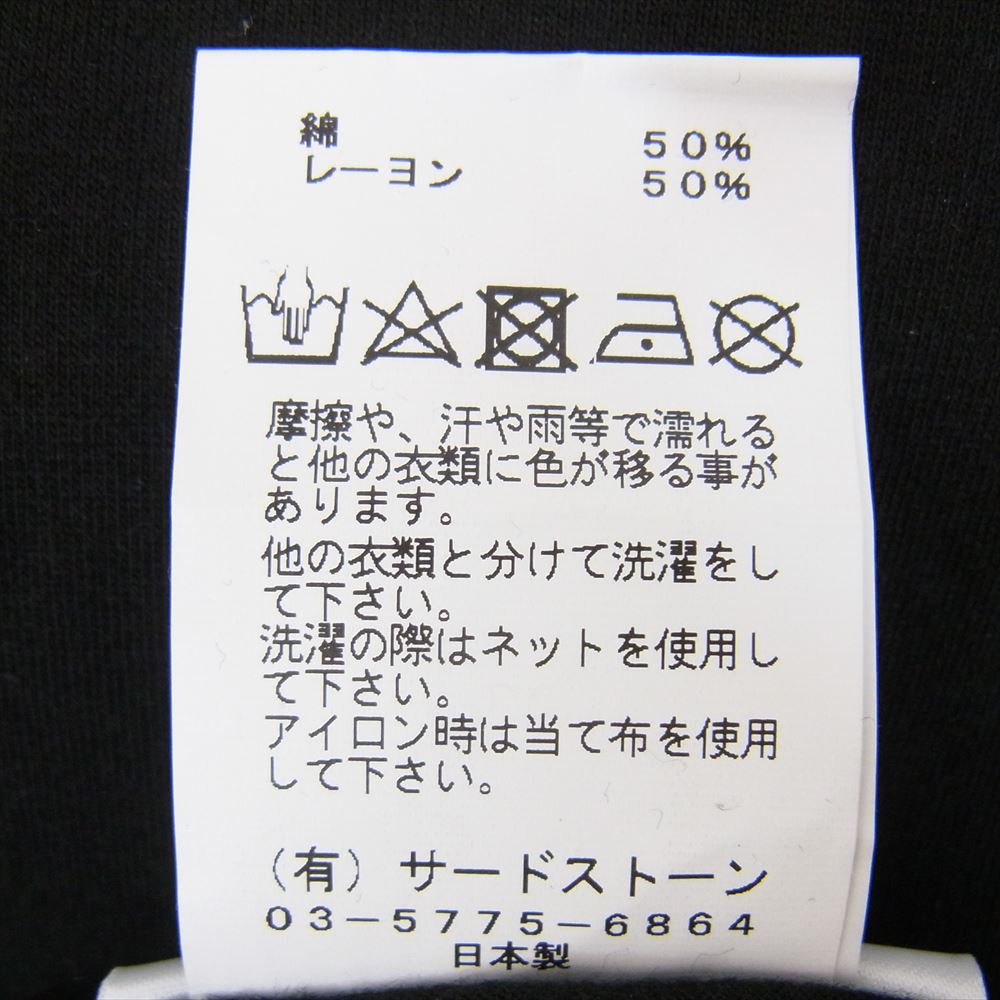 綿 50%
レーヨン 50%
摩擦や、汗や雨等で濡れる
と他の衣類に色が移る事が
あります。
他の衣類と分けて洗濯をし
て下さい。
洗濯の際はネットを使用し
て下さい。
アイロン時は当て布を使用
して下さい。
(有)サードストーン
03-5775-6864
日本製